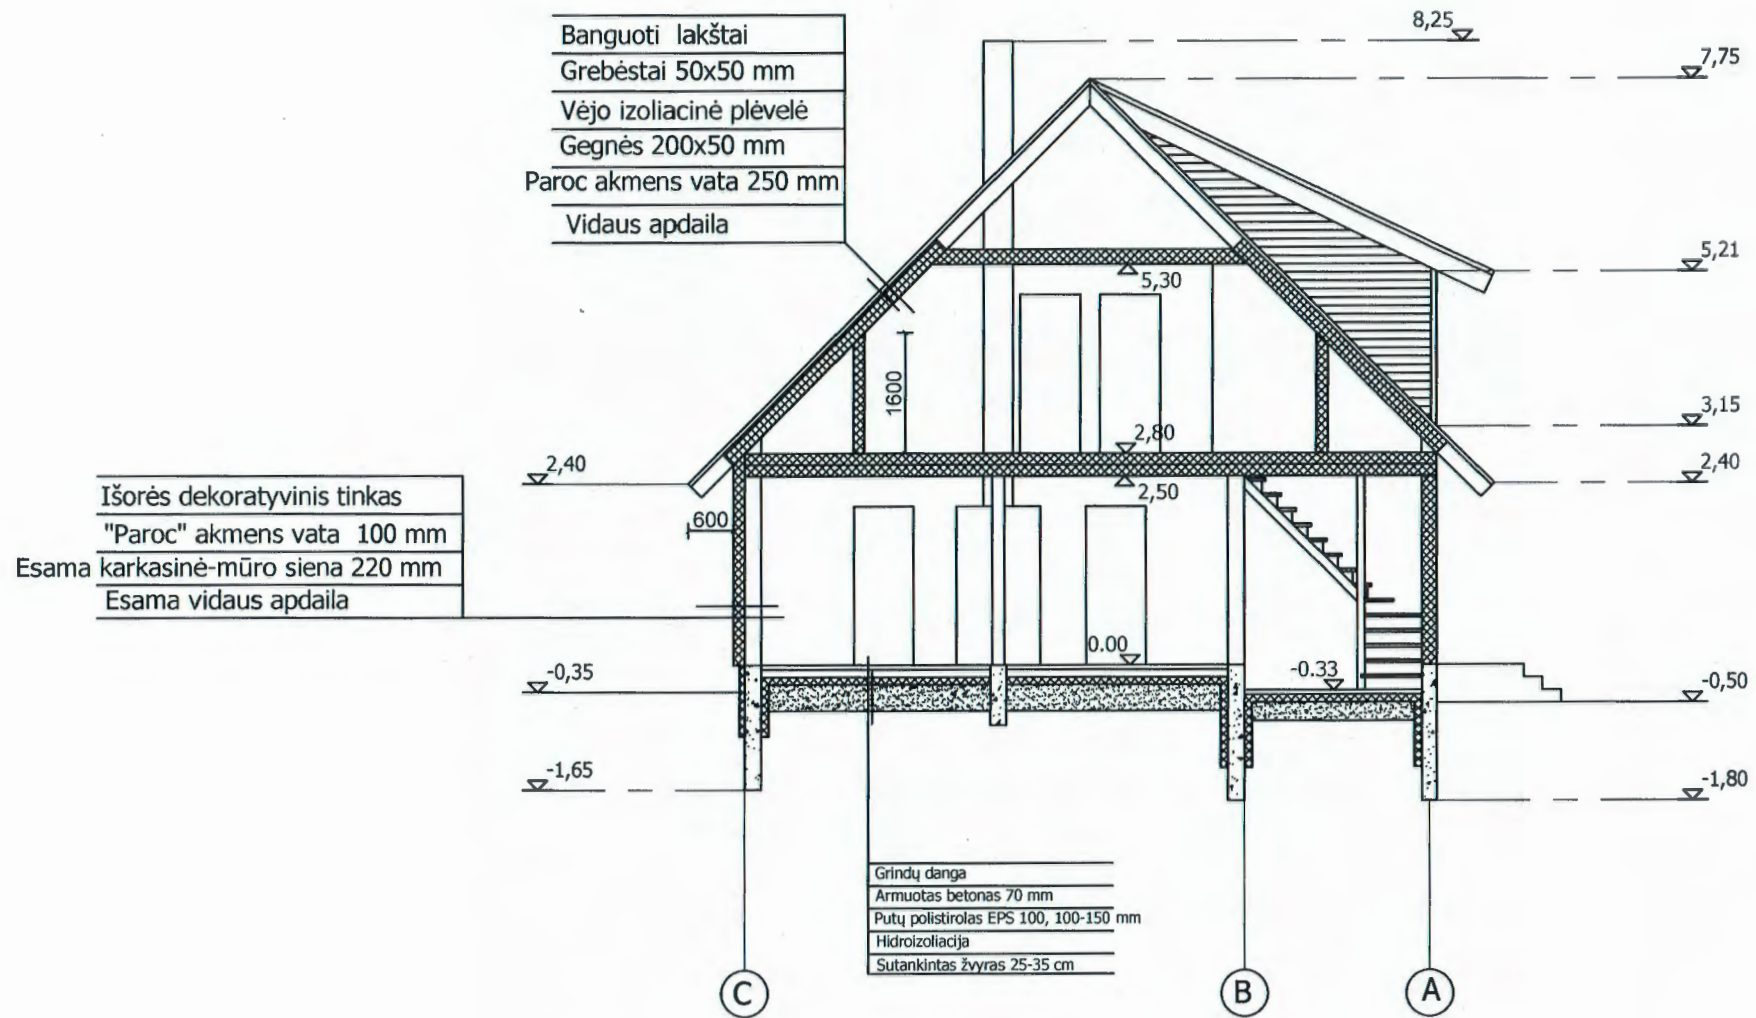 8,25
7,75
Banguoti lakštai
Grebėstai 50x50 mm
Vėjo izoliacinė plėvelė
Gegnės 200x50 mm
Paroc akmens vata 250 mm
Vidaus apdaila
5,21
5,30
1600
3,15
2,80
2,40
2,40
2,50
Išorės dekoratyvinis tinkas
"Paroc" akmens vata 100 mm
Esama karkasinė-mūro siena 220 mm
Esama vidaus apdaila
600
0.00
-0,35
-0.33
-0,50
-1,65
-1,80
Grindų danga
Armuotas betonas 70 mm
Putų polistirolas EPS 100, 100-150 mm
Hidroizoliacija
Sutankintas žvyras 25-35 cm
C
B
A